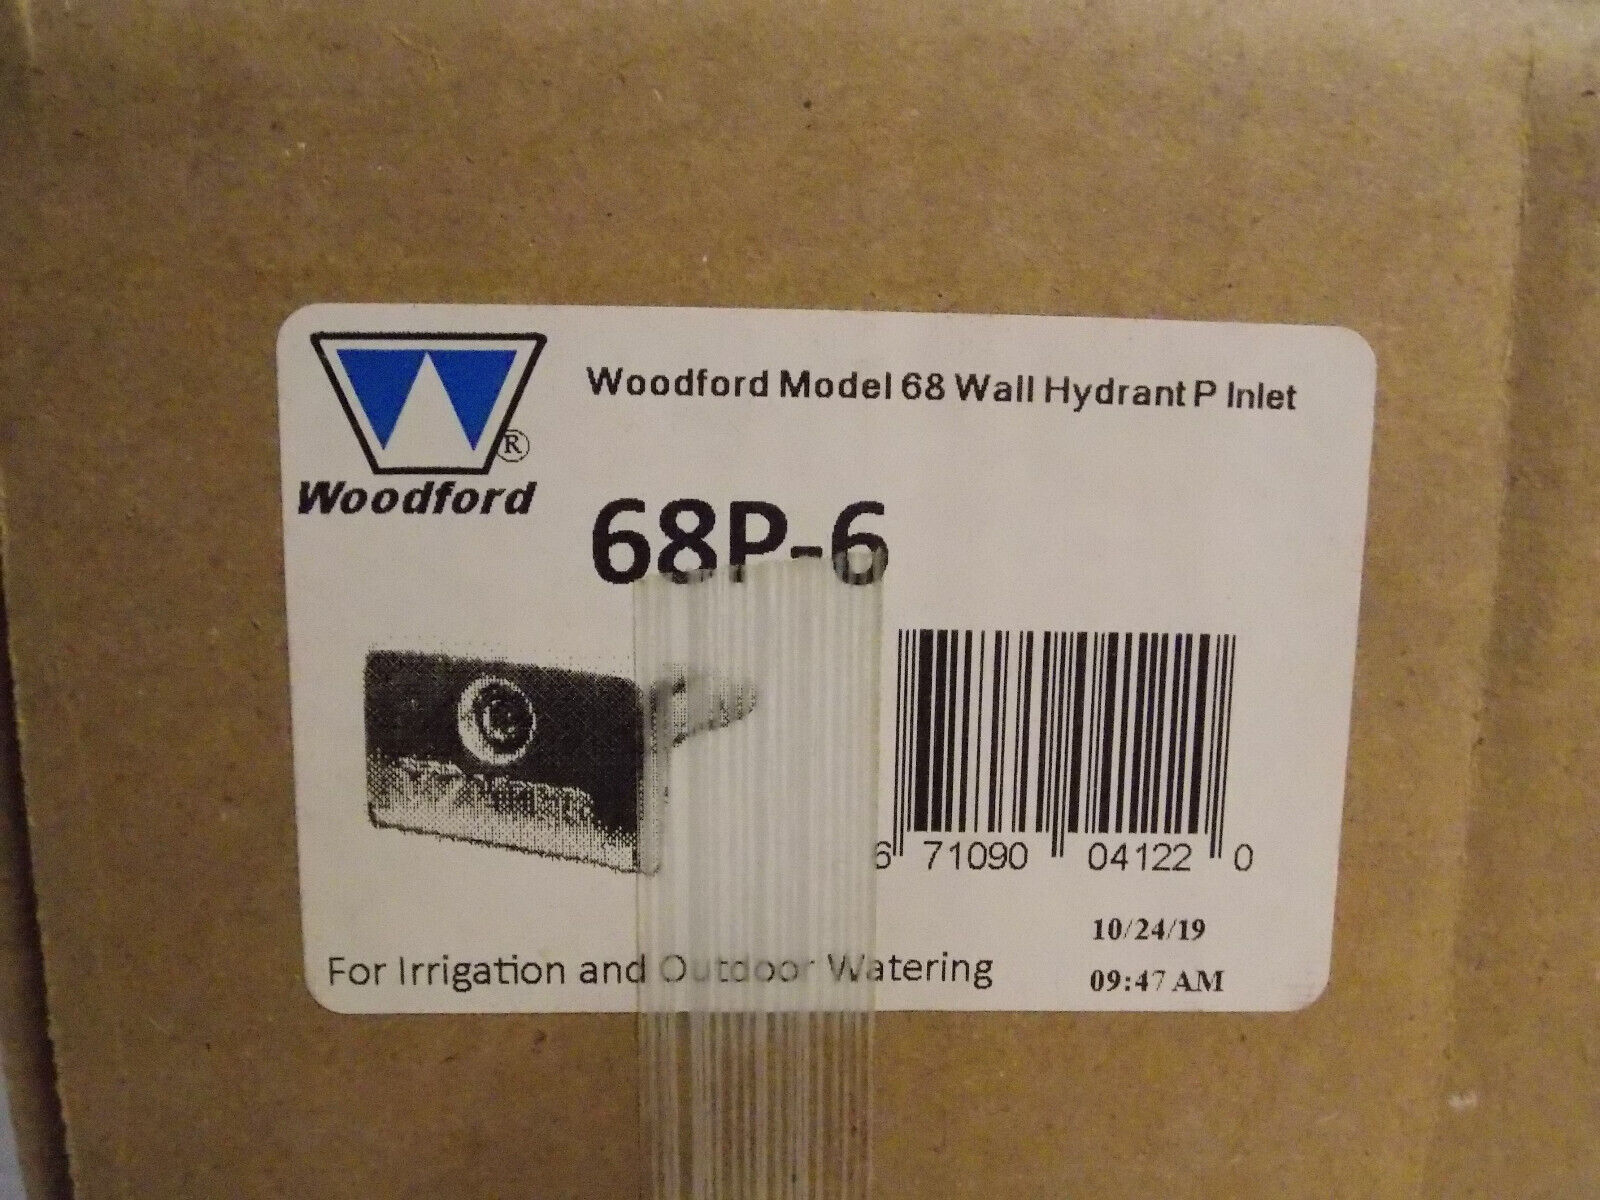 Woodford Model 68 Wall Hydrant P Inlet
®
Woodford
68P-6
6 71090 04122 0
10/24/19
For Irrigation and Outdoor Watering
09:47 AM